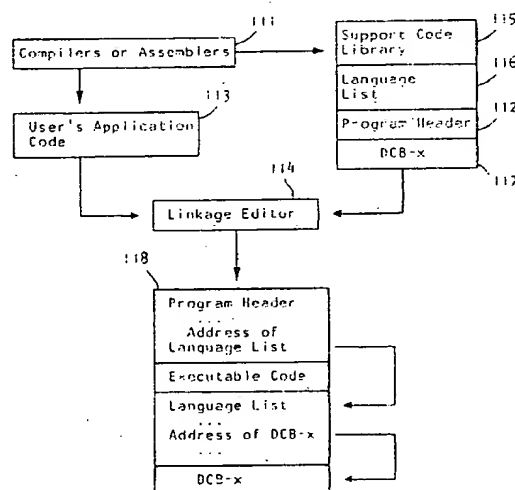 111
Compilers or Assemblers
113
User's Application
Code
115
Support Code
Library
116
Language
List
112
Program Header
DCB-x
117
114
Linkage Editor
118
Program Header
...
Address of
Language List
Executable Code
Language List
...
Address of DCB-x
...
DCB-x